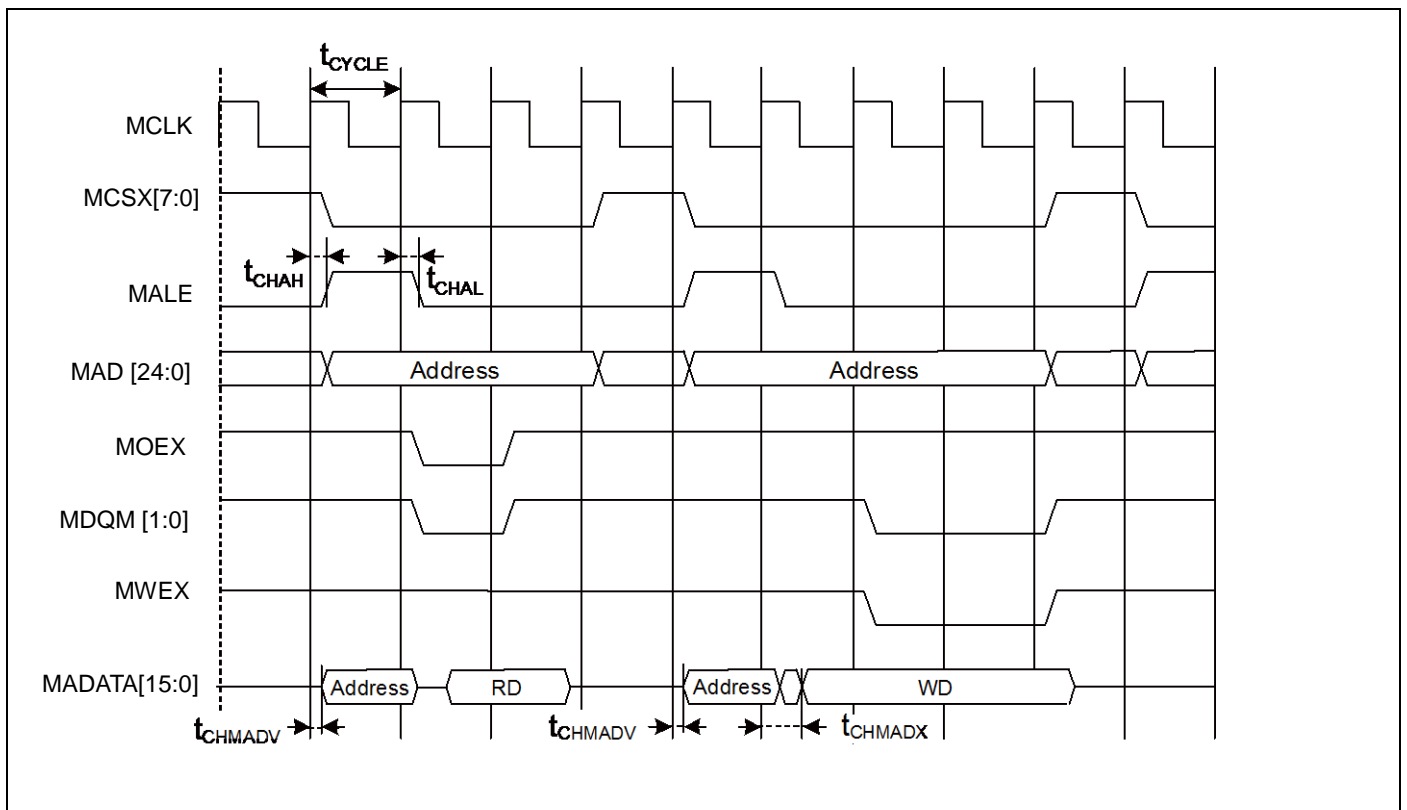 tCYCLE
MCLK
MCSX[7:0]
tCHAH
tCHAL
MALE
MAD [24:0]
Address
Address
MOEX
MDQM [1:0]
MWEX
MADATA[15:0]
Address
RD
Address
WD
tCHMADV
tCHMADV
tCHMADX